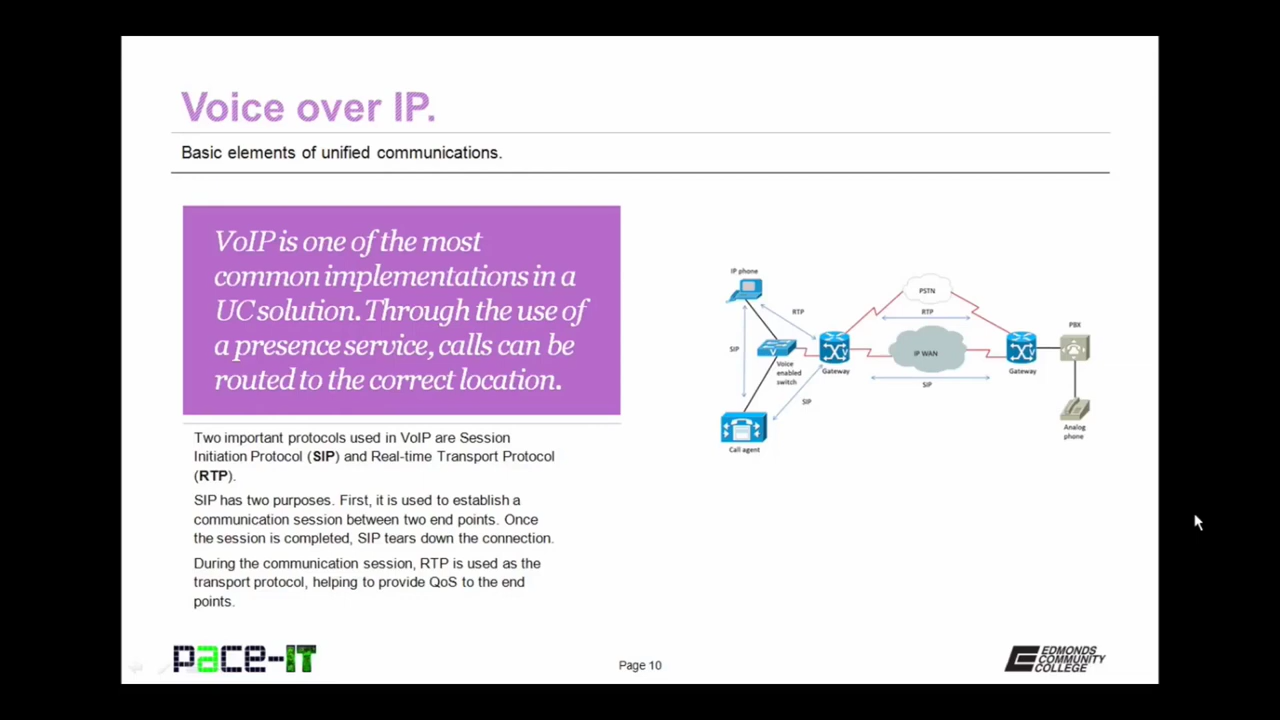 Voice over IP.
Basic elements of unified communications.
VoIP is one of the most
common implementations in a
UC solution. Through the use of
a presence service, calls can be
routed to the correct location.
Two important protocols used in VoIP are Session
Initiation Protocol (SIP) and Real-time Transport Protocol
(RTP).
SIP has two purposes. First, it is used to establish a
communication session between two end points. Once
the session is completed, SIP tears down the connection.
During the communication session, RTP is used as the
transport protocol, helping to provide QoS to the end
points.
IP phone
RTP
SIP
Voice
enabled
switch
SIP
Call agent
Gateway
PSTN
RTP
IP WAN
SIP
Gateway
PBX
Analog
phone
pace-IT
Page 10
EDMONDS
COMMUNITY
COLLEGE